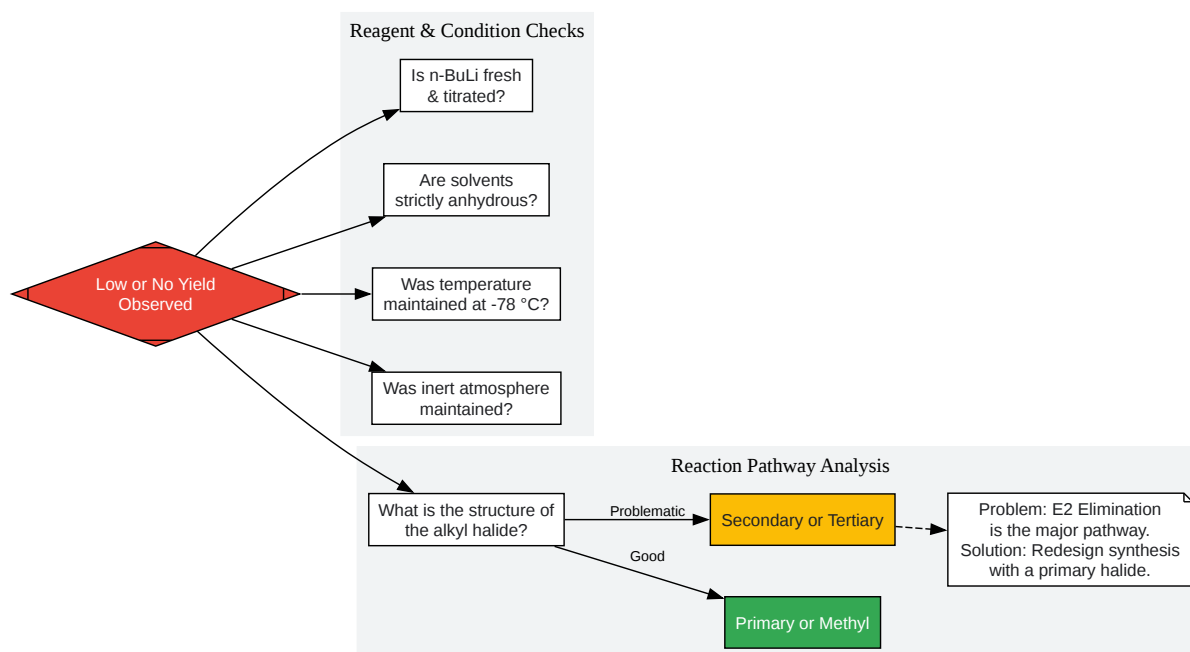 Reagent & Condition Checks
Is n-BuLi fresh
& titrated?
Are solvents
strictly anhydrous?
Low or No Yield
Observed
Was temperature
maintained at -78 °C?
Was inert atmosphere
maintained?
Reaction Pathway Analysis
What is the structure of
the alkyl halide?
Problematic
Good
Secondary or Tertiary
Primary or Methyl
Problem: E2 Elimination
is the major pathway.
Solution: Redesign synthesis
with a primary halide.